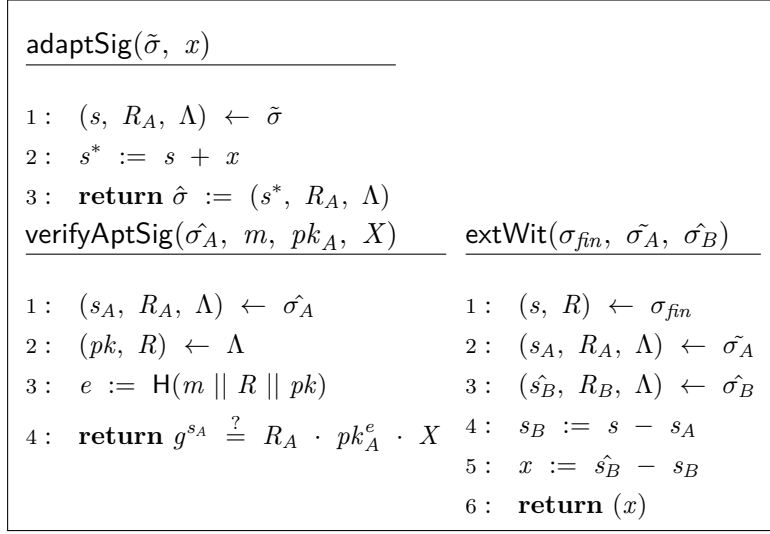 adaptSig(σ̃, x)
1 : (s, R_A, Λ) ← σ̃
2 : s* := s + x
3 : return σ̂ := (s*, R_A, Λ)
verifyAptSig(σ̂_A, m, pk_A, X)
1 : (s_A, R_A, Λ) ← σ̂_A
2 : (pk, R) ← Λ
3 : e := H(m || R || pk)
4 : return g^{s_A} ≟ R_A · pk_A^e · X
extWit(σ_fin, σ̃_A, σ̂_B)
1 : (s, R) ← σ_fin
2 : (s_A, R_A, Λ) ← σ̃_A
3 : (ŝ_B, R_B, Λ) ← σ̂_B
4 : s_B := s − s_A
5 : x := ŝ_B − s_B
6 : return (x)